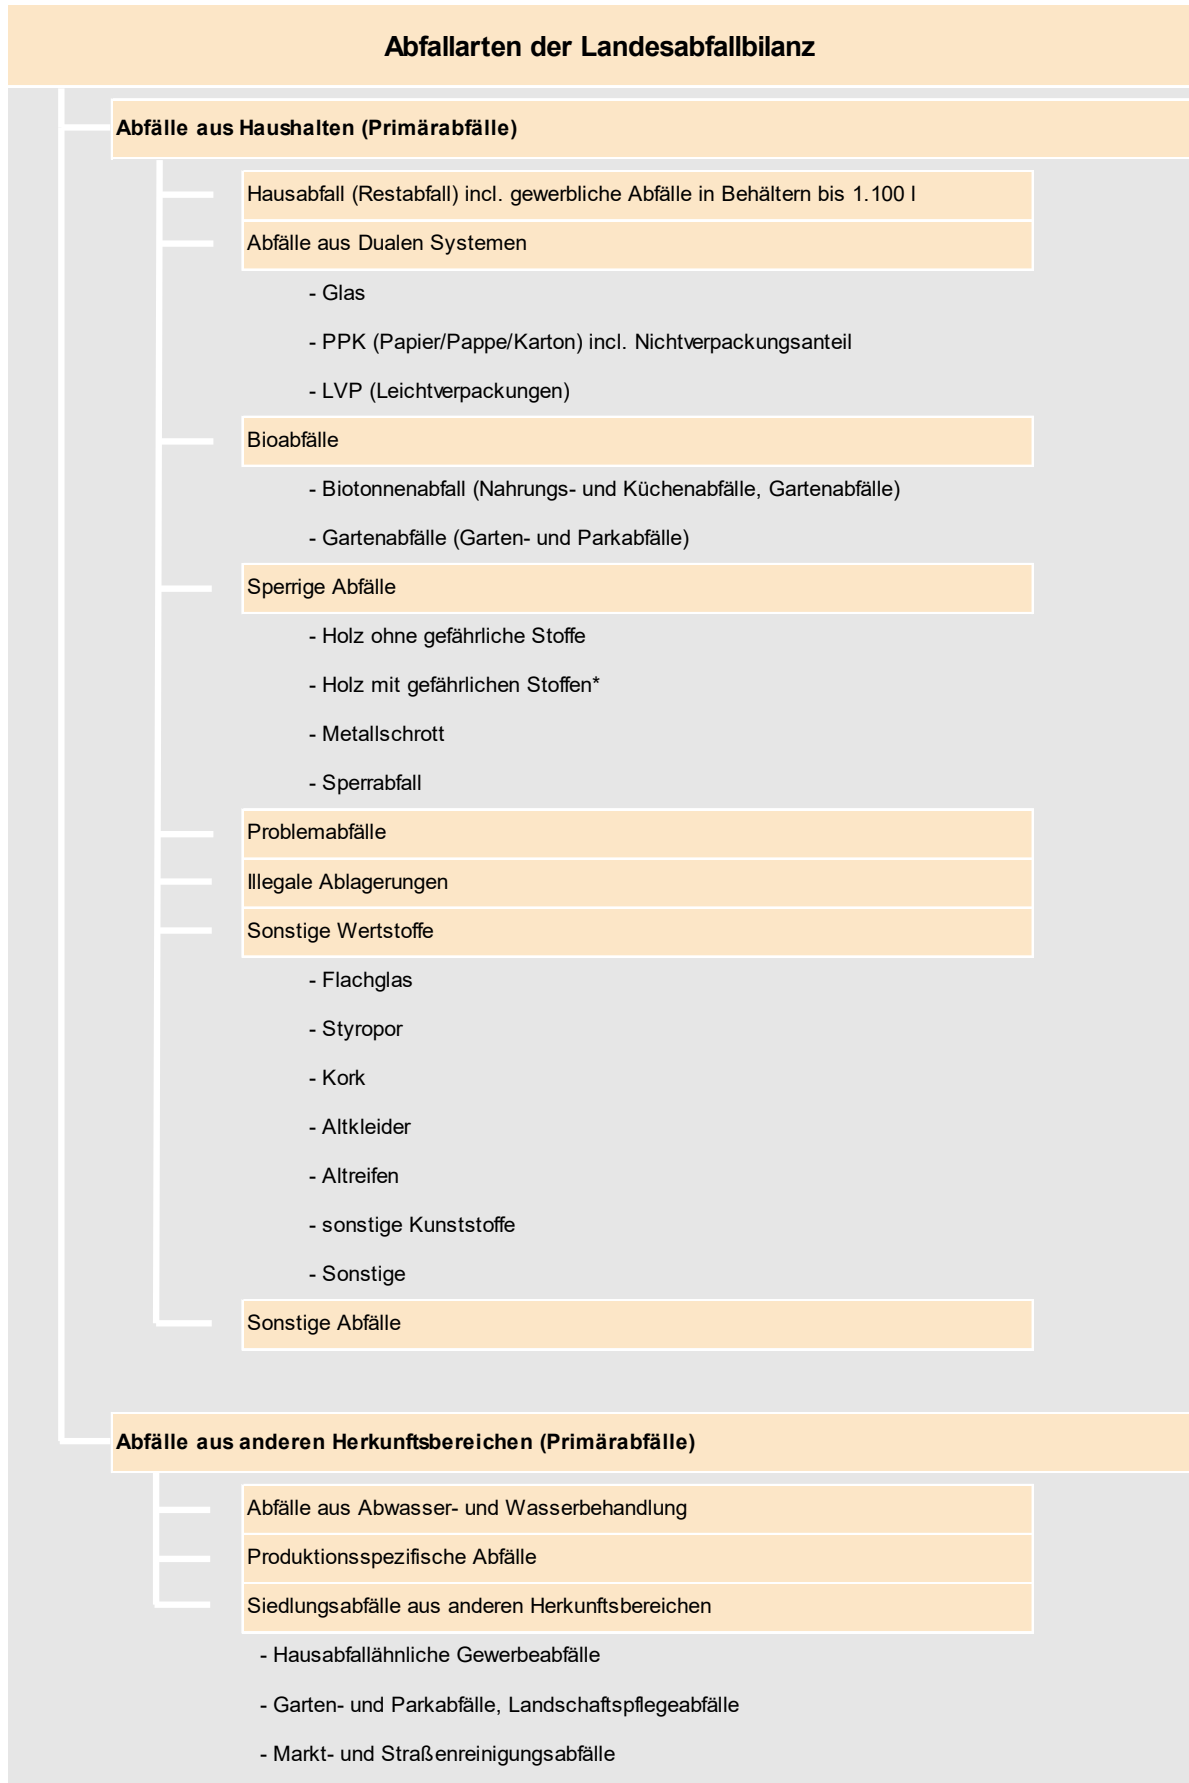 Abfallarten der Landesabfallbilanz
Abfälle aus Haushalten (Primärabfälle)
Hausabfall (Restabfall) incl. gewerbliche Abfälle in Behältern bis 1.100 l
Abfälle aus Dualen Systemen
- Glas
- PPK (Papier/Pappe/Karton) incl. Nichtverpackungsanteil
- LVP (Leichtverpackungen)
Bioabfälle
- Biotonnenabfall (Nahrungs- und Küchenabfälle, Gartenabfälle)
- Gartenabfälle (Garten- und Parkabfälle)
Sperrige Abfälle
- Holz ohne gefährliche Stoffe
- Holz mit gefährlichen Stoffen*
- Metallschrott
- Sperrabfall
Problemabfälle
Illegale Ablagerungen
Sonstige Wertstoffe
- Flachglas
- Styropor
- Kork
- Altkleider
- Altreifen
- sonstige Kunststoffe
- Sonstige
Sonstige Abfälle
Abfälle aus anderen Herkunftsbereichen (Primärabfälle)
Abfälle aus Abwasser- und Wasserbehandlung
Produktionsspezifische Abfälle
Siedlungsabfälle aus anderen Herkunftsbereichen
- Hausabfallähnliche Gewerbeabfälle
- Garten- und Parkabfälle, Landschaftspflegeabfälle
- Markt- und Straßenreinigungsabfälle